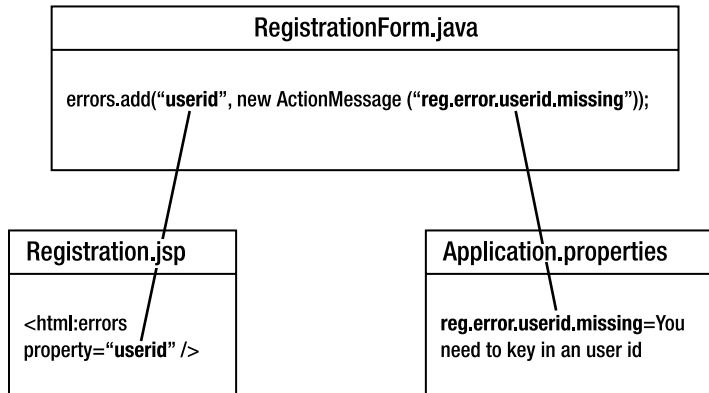 RegistrationForm.java
errors.add(“userid”, new ActionMessage (“reg.error.userid.missing”));
Registration.jsp
<html:errors
property=“userid” />
Application.properties
reg.error.userid.missing=You
need to key in an user id